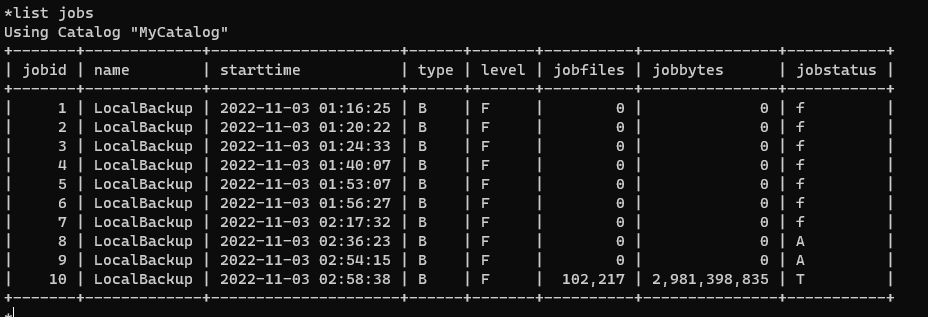 *list jobs
Using Catalog "MyCatalog"
+-------+-------------+---------------------+------+-------+----------+---------------+-----------+
| jobid | name        | starttime           | type | level | jobfiles | jobbytes      | jobstatus |
+-------+-------------+---------------------+------+-------+----------+---------------+-----------+
|     1 | LocalBackup | 2022-11-03 01:16:25 | B    | F     |        0 |             0 | f         |
|     2 | LocalBackup | 2022-11-03 01:20:22 | B    | F     |        0 |             0 | f         |
|     3 | LocalBackup | 2022-11-03 01:24:33 | B    | F     |        0 |             0 | f         |
|     4 | LocalBackup | 2022-11-03 01:40:07 | B    | F     |        0 |             0 | f         |
|     5 | LocalBackup | 2022-11-03 01:53:07 | B    | F     |        0 |             0 | f         |
|     6 | LocalBackup | 2022-11-03 01:56:27 | B    | F     |        0 |             0 | f         |
|     7 | LocalBackup | 2022-11-03 02:17:32 | B    | F     |        0 |             0 | f         |
|     8 | LocalBackup | 2022-11-03 02:36:23 | B    | F     |        0 |             0 | A         |
|     9 | LocalBackup | 2022-11-03 02:54:15 | B    | F     |        0 |             0 | A         |
|    10 | LocalBackup | 2022-11-03 02:58:38 | B    | F     |  102,217 | 2,981,398,835 | T         |
+-------+-------------+---------------------+------+-------+----------+---------------+-----------+
*